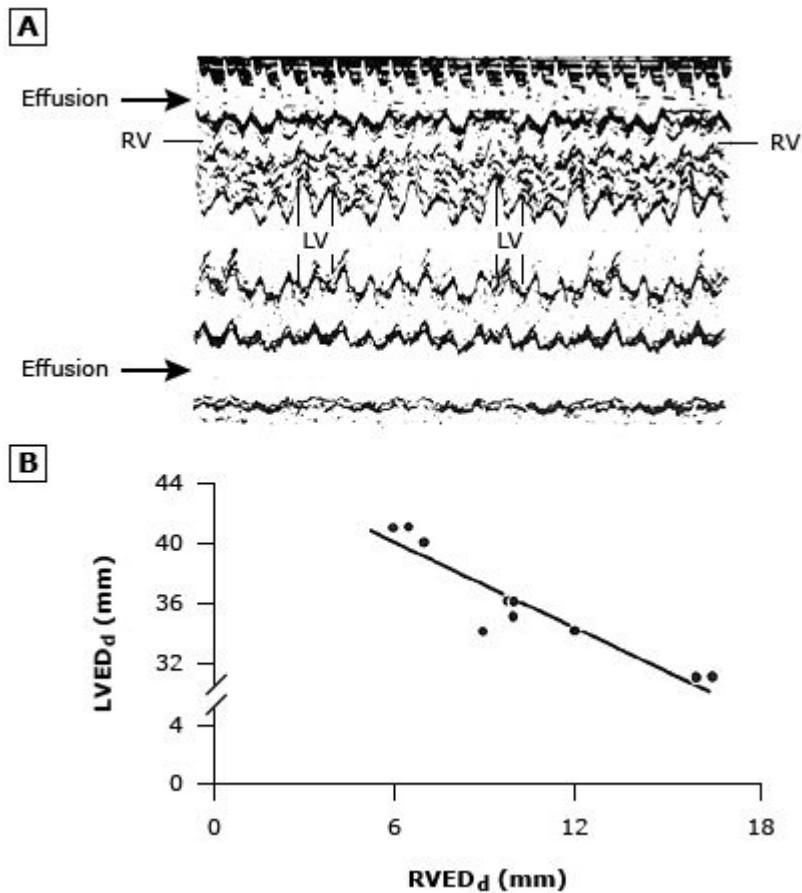 A
Effusion
RV
RV
LV LV
Effusion
B
44
40
36
32
4
0
LVEDd (mm)
0 6 12 18
RVEDd (mm)